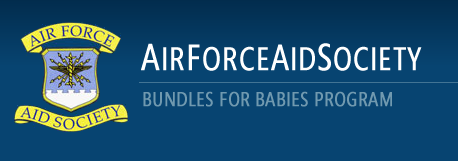 AIR FORCE
AID SOCIETY
AIRFORCEAIDSOCIETY
BUNDLES FOR BABIES PROGRAM